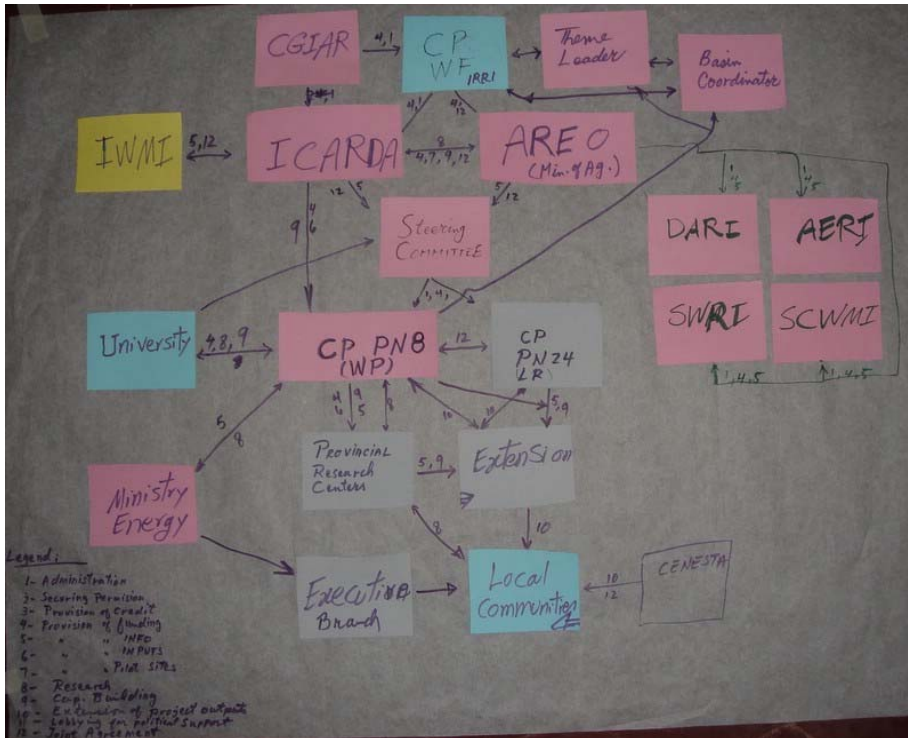 CGIAR
4,1
CP
WF
IRRI
Theme
Leader
Basin
Coordinator
4,1
4,
12
IWMI
5,12
ICARDA
8
4,7,9,12
AREO
(Min. of Ag.)
12 5
5
12
1,
4,5
1,
4,5
9
4
6
Steering
COMMITTEE
DARI
AERI
1,4,
University
4,8,9
CP PN8
(WP)
12
CP
PN24
LR)
SWRI
SCWMI
1,4,5
1,4,5
5
8
4
6
9
5
8
10
10
5,9
Provincial
Research
Centers
5,9
Extension
Ministry
Energy
8
10
Executive
Branch
Local
Communities
10
12
CENESTA
Legend:
1- Administration
2- Securing Permision
3- Provision of Credit
4- Provision of funding
5- " " INFO
6- " " INPUTS
7- " " Pilot Sites
8- Research
9- Cap. Building
10- Extension of project outputs
11- Lobbying for political Support
12- Joint Agreement